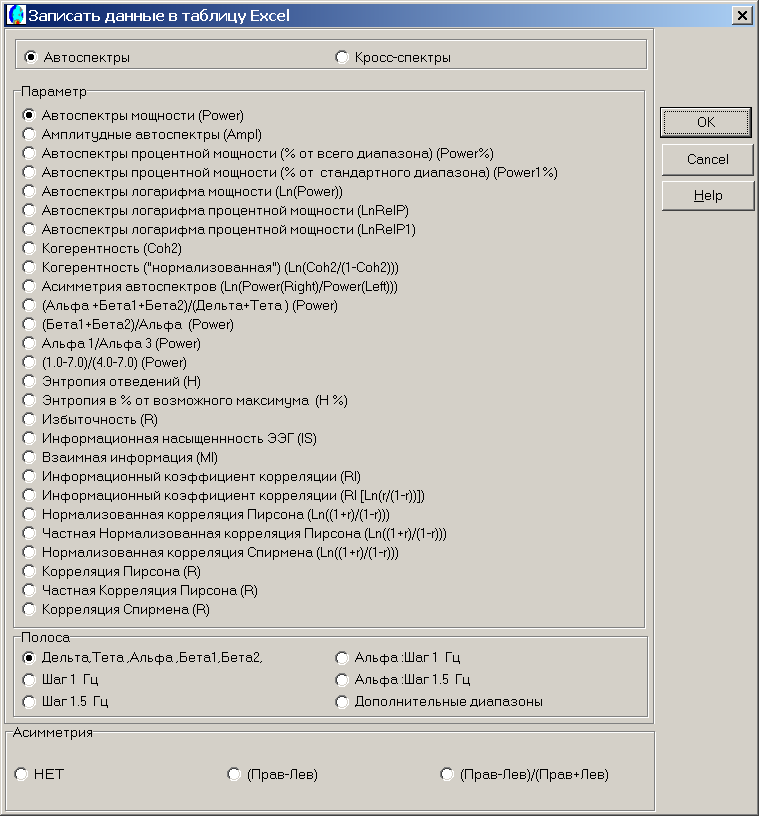 Записать данные в таблицу Excel
Автоспектры
Кросс-спектры
Параметр
Автоспектры мощности (Power)
Амплитудные автоспектры (Ampl)
Автоспектры процентной мощности (% от всего диапазона) (Power%)
Автоспектры процентной мощности (% от стандартного диапазона) (Power1%)
Автоспектры логарифма мощности (Ln(Power))
Автоспектры логарифма процентной мощности (LnRelP)
Автоспектры логарифма процентной мощности (LnRelP1)
Когерентность (Coh2)
Когерентность ("нормализованная") (Ln(Coh2/(1-Coh2)))
Асимметрия автоспектров (Ln(Power(Right)/Power(Left)))
(Альфа +Бета1+Бета2)/(Дельта+Тета ) (Power)
(Бета1+Бета2)/Альфа (Power)
Альфа 1/Альфа 3 (Power)
(1.0-7.0)/(4.0-7.0) (Power)
Энтропия отведений (H)
Энтропия в % от возможного максимума (H %)
Избыточность (R)
Информационная насыщеннность ЭЭГ (IS)
Взаимная информация (MI)
Информационный коэффициент корреляции (RI)
Информационный коэффициент корреляции (RI [Ln(r/(1-r))])
Нормализованная корреляция Пирсона (Ln((1+r)/(1-r)))
Частная Нормализованная корреляция Пирсона (Ln((1+r)/(1-r)))
Нормализованная корреляция Спирмена (Ln((1+r)/(1-r)))
Корреляция Пирсона (R)
Частная Корреляция Пирсона (R)
Корреляция Спирмена (R)
Полоса
Дельта,Тета ,Альфа ,Бета1,Бета2,
Альфа :Шаг 1 Гц
Шаг 1 Гц
Альфа :Шаг 1.5 Гц
Шаг 1.5 Гц
Дополнительные диапазоны
Асимметрия
НЕТ
(Прав-Лев)
(Прав-Лев)/(Прав+Лев)
OK
Cancel
Help